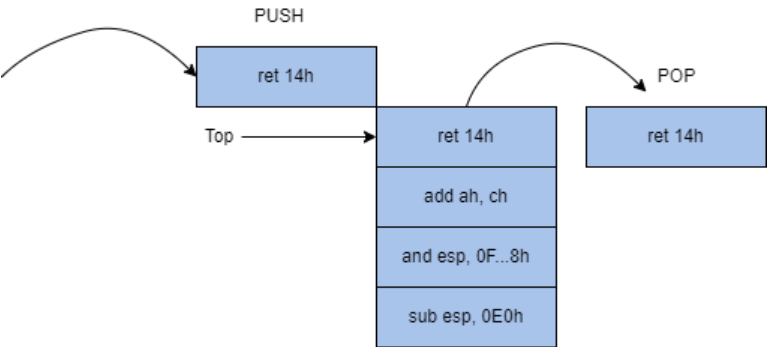 PUSH
ret 14h
POP
Top
ret 14h
ret 14h
add ah, ch
and esp, 0F...8h
sub esp, 0E0h